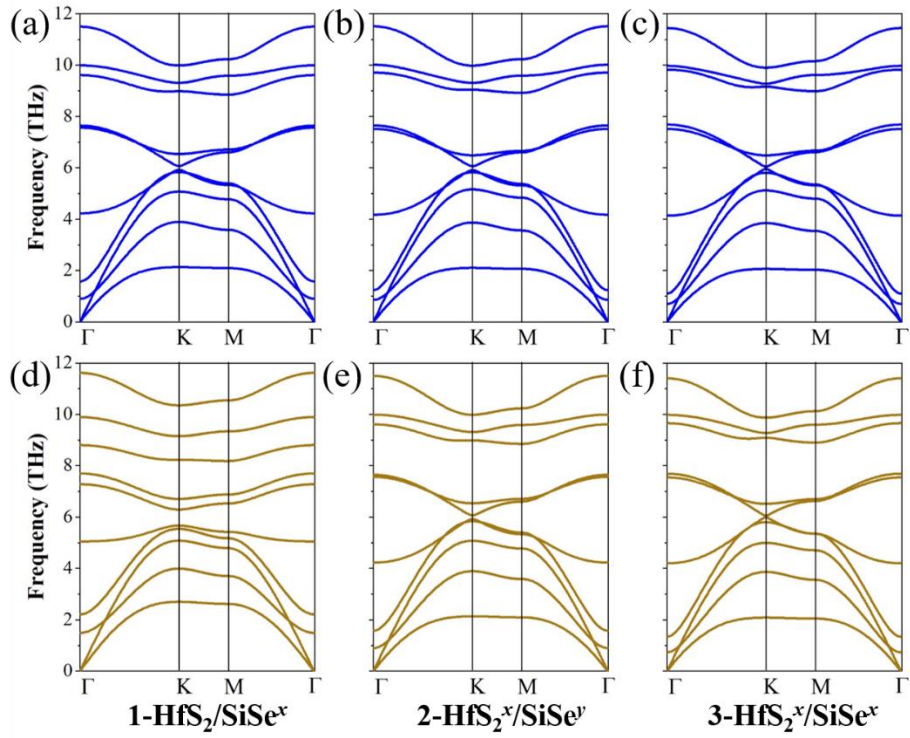 (a) (b) (c)
Frequency (THz)
12
10
8
6
4
2
0
Γ K M Γ Γ K M Γ Γ K M Γ
(d) (e) (f)
Frequency (THz)
12
10
8
6
4
2
0
Γ K M Γ Γ K M Γ Γ K M Γ
1-HfS₂/SiSeˣ 2-HfS₂ˣ/SiSeʸ 3-HfS₂ˣ/SiSeˣ